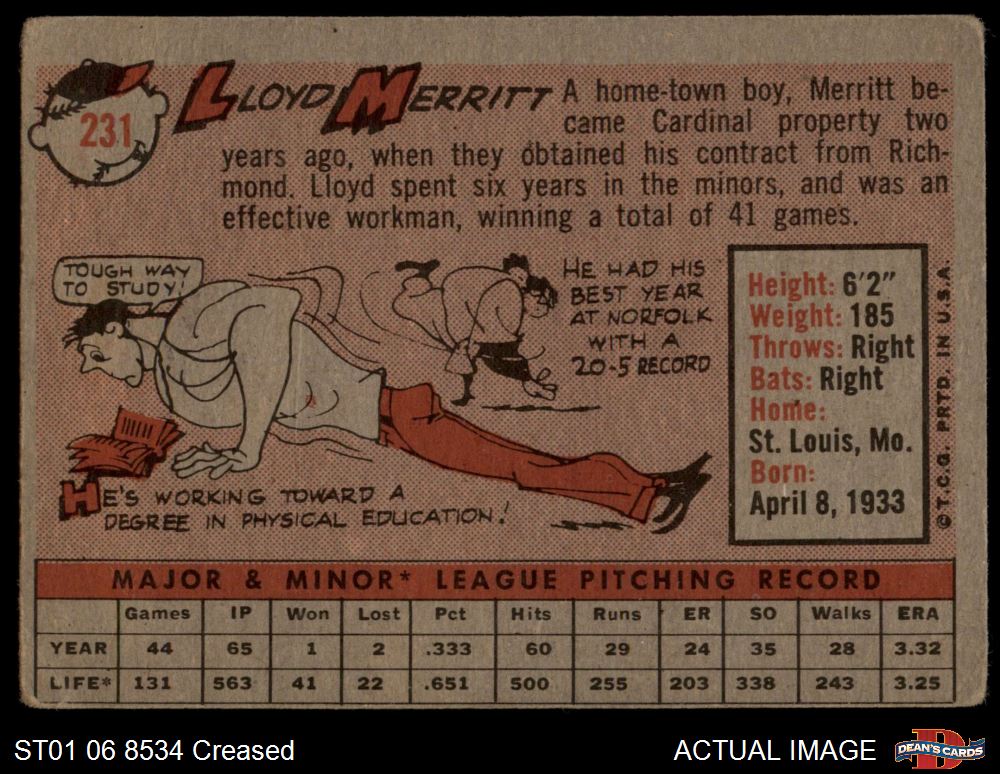 231
LLOYD MERRITT
A home-town boy, Merritt be-
came Cardinal property two
years ago, when they obtained his contract from Rich-
mond. Lloyd spent six years in the minors, and was an
effective workman, winning a total of 41 games.
TOUGH WAY
TO STUDY!
HE HAD HIS
BEST YEAR
AT NORFOLK
WITH A
20-5 RECORD
HE'S WORKING TOWARD A
DEGREE IN PHYSICAL EDUCATION!
Height: 6'2"
Weight: 185
Throws: Right
Bats: Right
Home:
St. Louis, Mo.
Born:
April 8, 1933
©T.C.G. PRTD. IN U.S.A.
MAJOR & MINOR* LEAGUE PITCHING RECORD
Games IP Won Lost Pct Hits Runs ER SO Walks ERA
YEAR 44 65 1 2 .333 60 29 24 35 28 3.32
LIFE* 131 563 41 22 .651 500 255 203 338 243 3.25
ST01 06 8534 Creased
ACTUAL IMAGE
DEAN'S CARDS